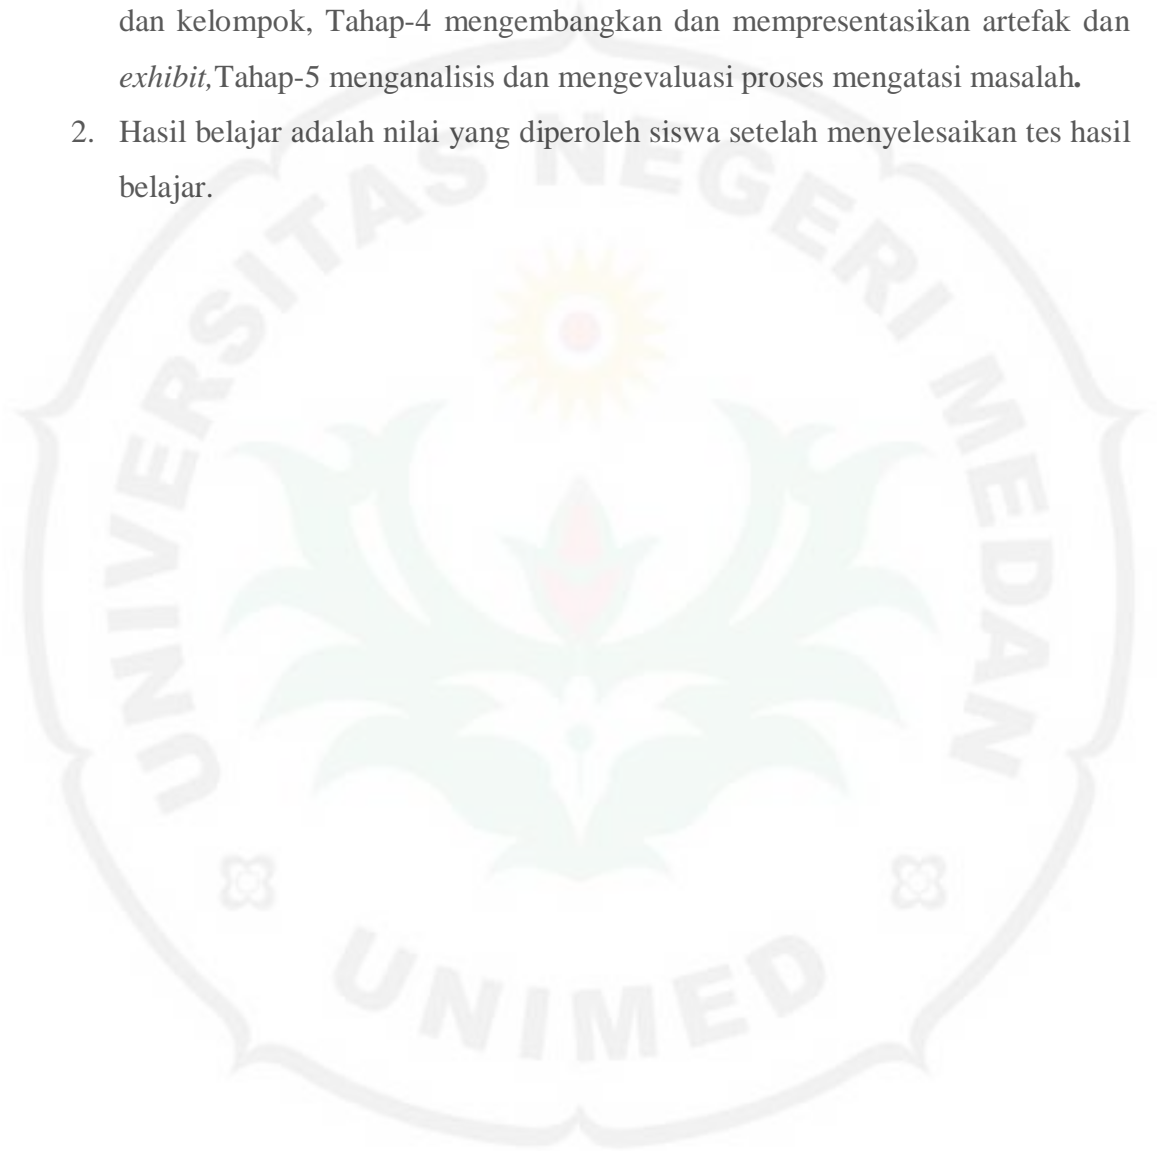 dan kelompok, Tahap-4 mengembangkan dan mempresentasikan artefak dan
exhibit,Tahap-5 menganalisis dan mengevaluasi proses mengatasi masalah.
2. Hasil belajar adalah nilai yang diperoleh siswa setelah menyelesaikan tes hasil
belajar.
UNIVERSITAS NEGERI MEDAN
UNIMED